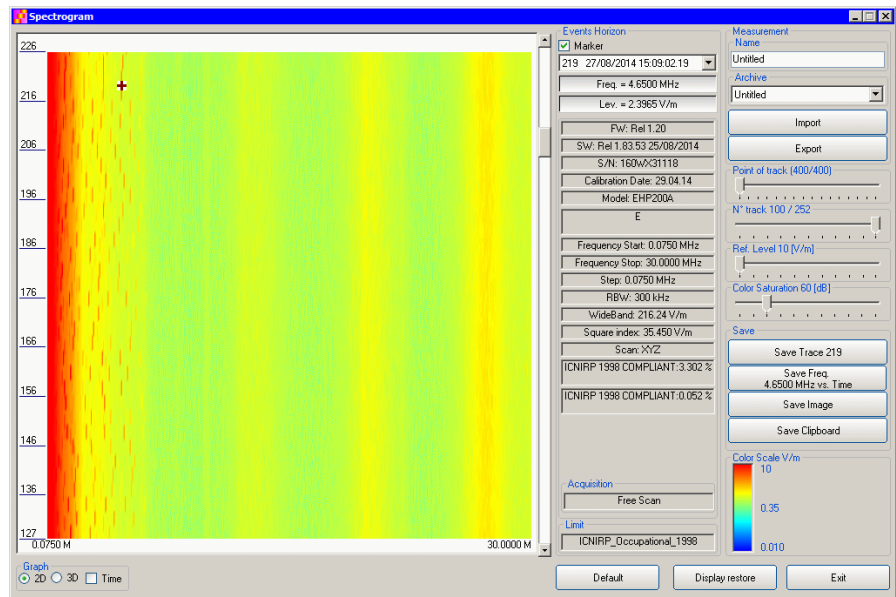 Spectrogram
226
216
206
196
186
176
166
156
146
136
127
0.0750 M
30.0000 M
Graph
2D
3D
Time
Events Horizon
Marker
219 27/08/2014 15:09:02.19
Freq. = 4.6500 MHz
Lev. = 2.3965 V/m
FW: Rel 1.20
SW: Rel 1.83.53 25/08/2014
S/N: 160WX31118
Calibration Date: 29.04.14
Model: EHP200A
E
Frequency Start: 0.0750 MHz
Frequency Stop: 30.0000 MHz
Step: 0.0750 MHz
RBW: 300 kHz
WideBand: 216.24 V/m
Square index: 35.450 V/m
Scan: XYZ
ICNIRP 1998 COMPLIANT:3.302 %
ICNIRP 1998 COMPLIANT:0.052 %
Acquisition
Free Scan
Limit
ICNIRP_Occupational_1998
Measurement
Name
Untitled
Archive
Untitled
Import
Export
Point of track (400/400)
N° track 100 / 252
Ref. Level 10 [V/m]
Color Saturation 60 [dB]
Save
Save Trace 219
Save Freq.
4.6500 MHz vs. Time
Save Image
Save Clipboard
Color Scale V/m
10
0.35
0.010
Default
Display restore
Exit